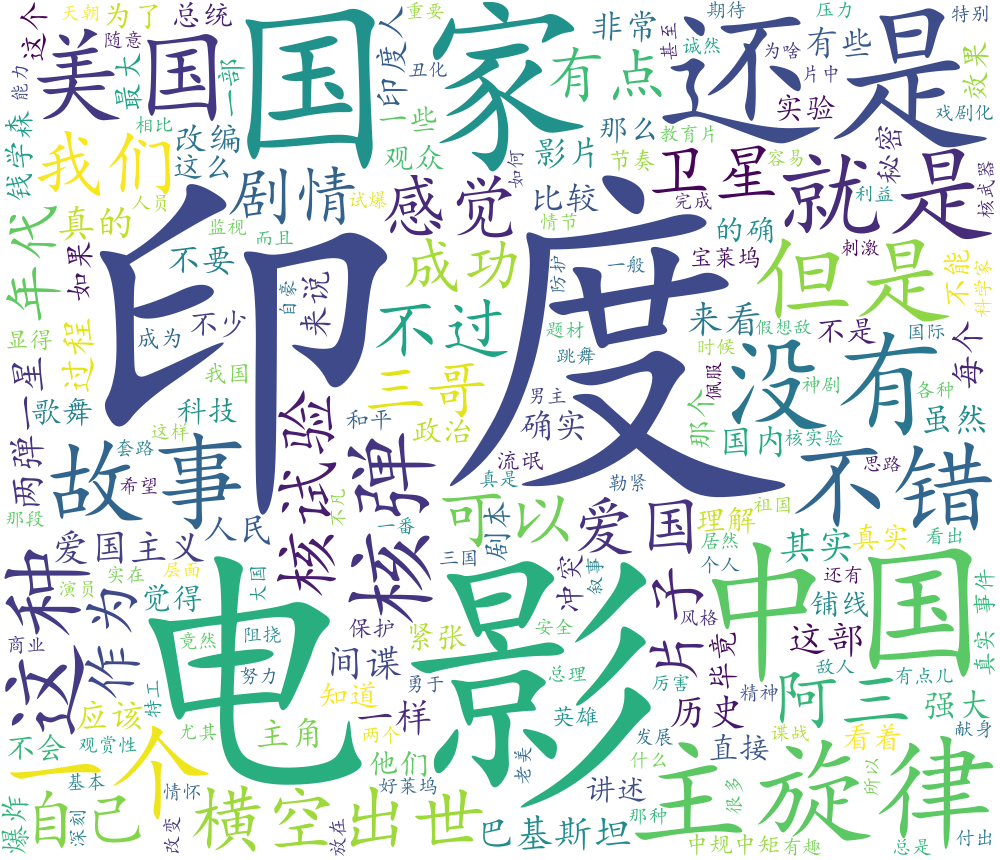 天朝
为了
总统
非常
期待
压力
特别
重要
这个
随意
美国
国家
还是
最大
一部
印度人
丑化
有点
诚然
甚至
为啥
有些
片中
效果
能力
一些
实验
戏剧化
钱学森
相比
我们
改编
这么
观众
那么
影片
教育片
节奏
如何
卫星
容易
秘密
核武器
就是
人员
剧情
试爆
感觉
比较
完成
利益
年代
真的
监视
而且
情节
的确
刺激
如果
不要
成功
宝莱坞
但是
不能
科学家
印度
自豪
来说
一般
防护
显得
过程
成为
不少
不过
题材
来看
假想敌
不是
国际
每个
一星
我国
跳舞
时候
佩服
没有
歌舞
科技
三哥
男主
神剧
各种
两弹
这样
和平
政治
确实
那个
国内
核实验
虽然
套路
核试验
核弹
流氓
思路
故事
希望
真是
勒紧
不错
那段
不凡
一番
可以
剧本
爱国
理解
祖国
人民
三国
居然
其实
真实
看出
爱国主义
冲突
叙事
个人
这种
演员
实在
层面
电影
片子
还有
中国
事件
真实
作为
觉得
大国
保护
紧张
安全
风格
铺线
商业
竟然
阻挠
间谍
总理
毕竟
这部
敌人
努力
知道
勇于
厉害
精神
阿三
有点儿
应该
特工
一样
英雄
历史
强大
献身
不会
观赏性
尤其
主角
两个
老美
发展
谍战
直接
看着
一个
他们
什么
基本
好莱坞
讲述
主旋律
所以
爆炸
自己
情怀
横空出世
那种
很多
深刻
改变
放在
巴基斯坦
中规中矩
有趣
总是
付出